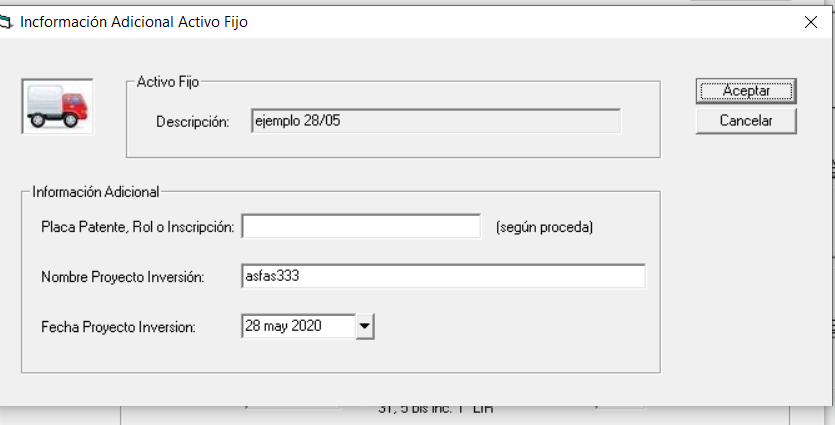 Incformación Adicional Activo Fijo
Activo Fijo
Aceptar
Descripción: ejemplo 28/05
Cancelar
Información Adicional
Placa Patente, Rol o Inscripción: (según proceda)
Nombre Proyecto Inversión: asfas333
Fecha Proyecto Inversion: 28 may 2020
31, 5 bis inc. 1 LIR